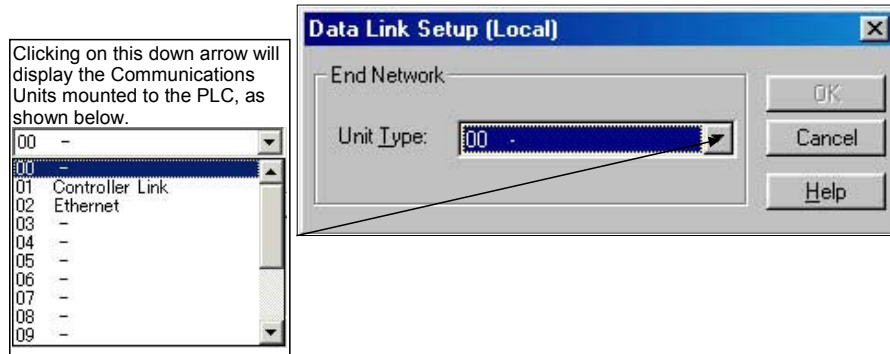 Clicking on this down arrow will
display the Communications
Units mounted to the PLC, as
shown below.
00 -
00 -
01 Controller Link
02 Ethernet
03 -
04 -
05 -
06 -
07 -
08 -
09 -
Data Link Setup (Local)
End Network
Unit Type:
00 -
OK
Cancel
Help